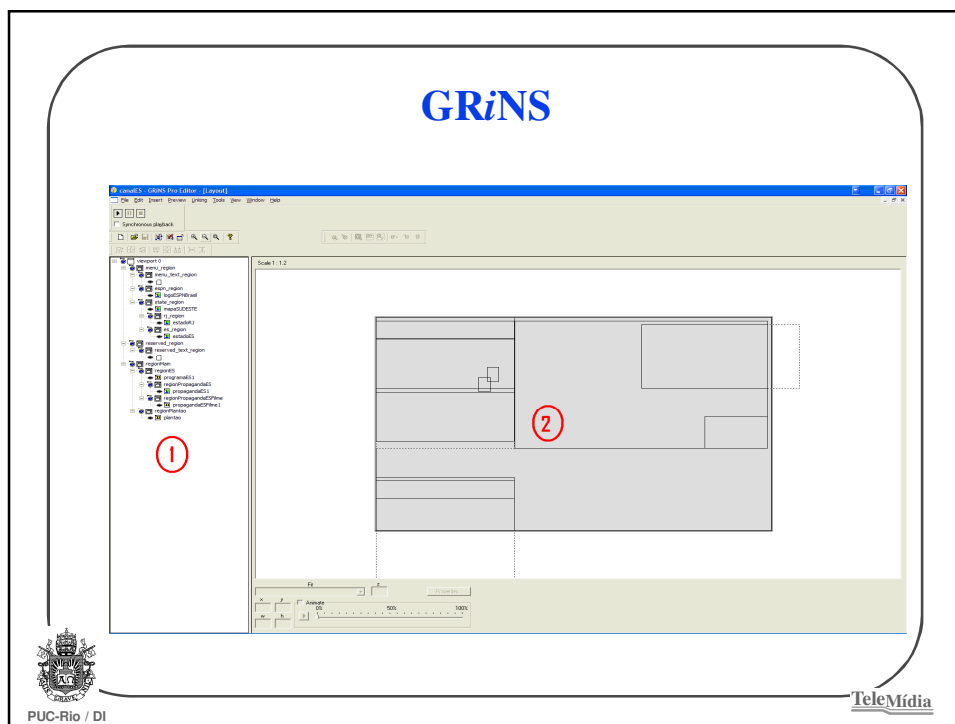 GRiNS
canalES - GRiNS Pro Editor - [Layout]
File Edit Insert Preview Linking Tools View Window Help
Synchronous playback
viewport 0
menu_region
menu_text_region
espn_region
logoESPNBrasil
state_region
mapaSUDESTE
rj_region
estadoRJ
es_region
estadoES
reserved_region
reserved_text_region
regionMain
regionES
programaES1
regionPropagandaES
propagandaES1
regionPropagandaESFilme
propagandaESFilme1
regionPlantao
plantao
1
Scale 1 : 1.2
2
Fit
z
Properties...
x y
Animate
0% 50% 100%
w h
PUC-Rio / DI
TeleMídia